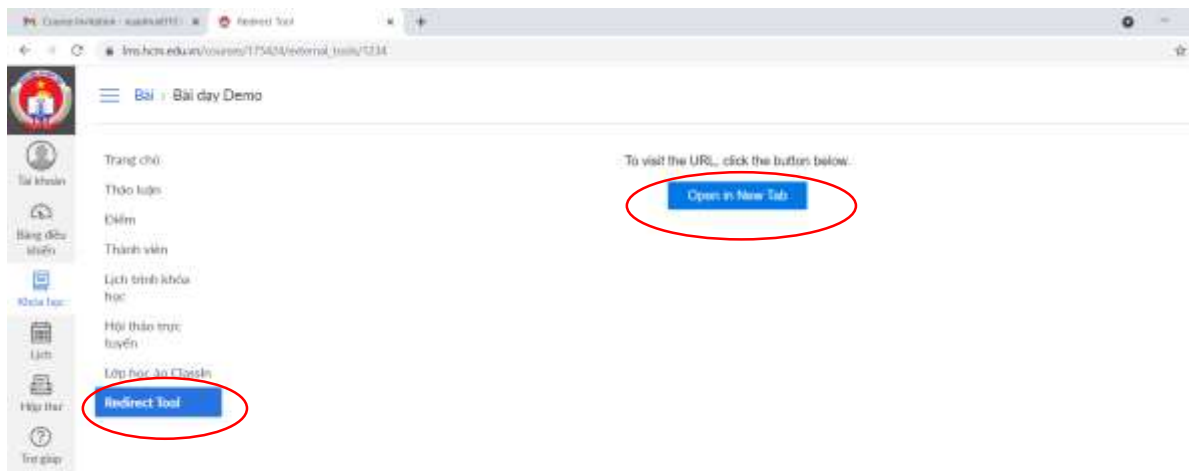 Course Invitation -
Redirect Tool
lms.hcm.edu.vn/courses/175424/external_tools/1234
Bài › Bài dạy Demo
Tài khoản
Bảng điều
khiển
Khóa học
Lịch
Hộp thư
Trợ giúp
Trang chủ
Thảo luận
Điểm
Thành viên
Lịch trình khóa
học
Hội thảo trực
tuyến
Lớp học ảo ClassIn
Redirect Tool
To visit the URL, click the button below.
Open in New Tab